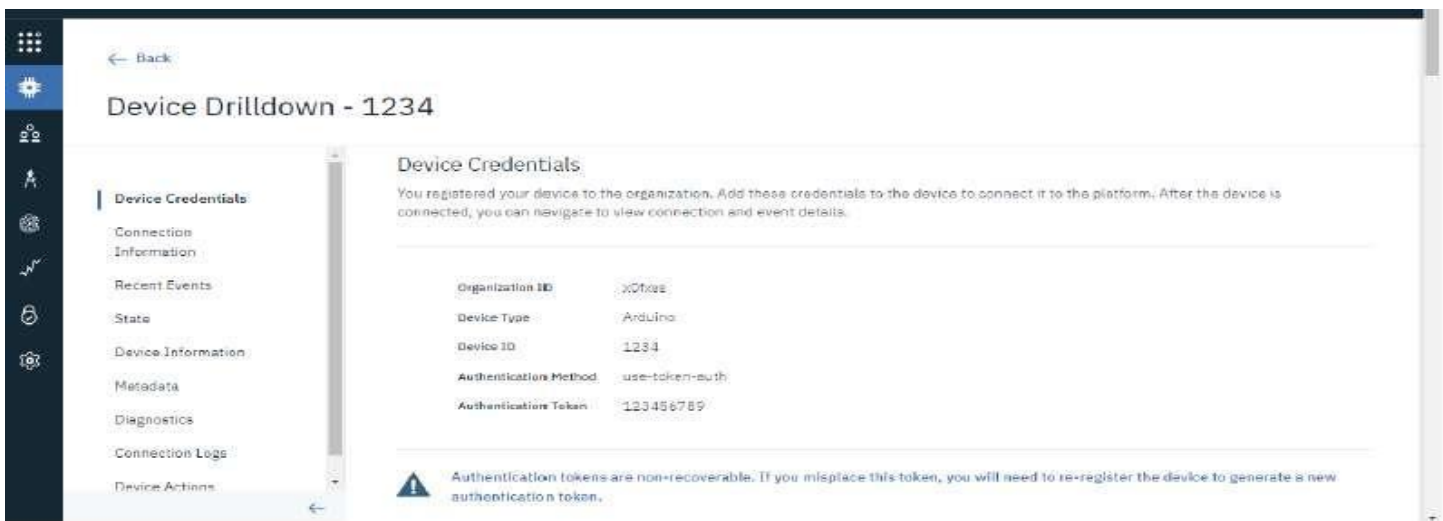 ← Back
Device Drilldown - 1234
Device Credentials
Connection
Information
Recent Events
State
Device Information
Metadata
Diagnostics
Connection Logs
Device Actions
Device Credentials
You registered your device to the organization. Add these credentials to the device to connect it to the platform. After the device is
connected, you can navigate to view connection and event details.
Organization ID
Device Type Arduino
Device ID 1234
Authentication Method use-token-auth
Authentication Token 123456789
Authentication tokens are non-recoverable. If you misplace this token, you will need to re-register the device to generate a new
authentication token.